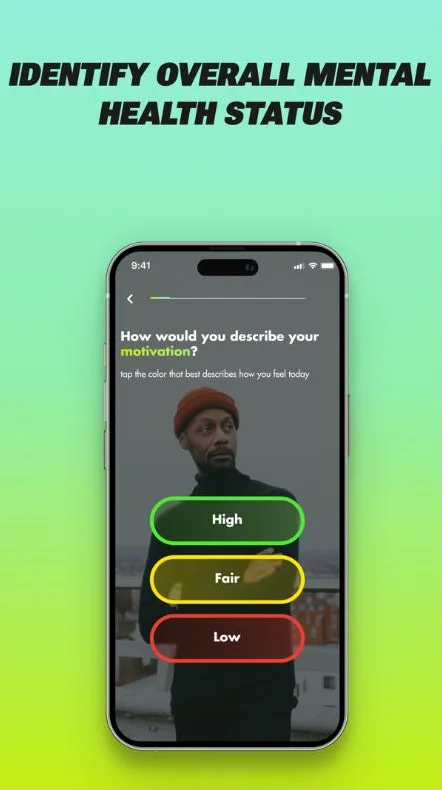 IDENTIFY OVERALL MENTAL
HEALTH STATUS
9:41
How would you describe your
motivation?
tap the color that best describes how you feel today
High
Fair
Low